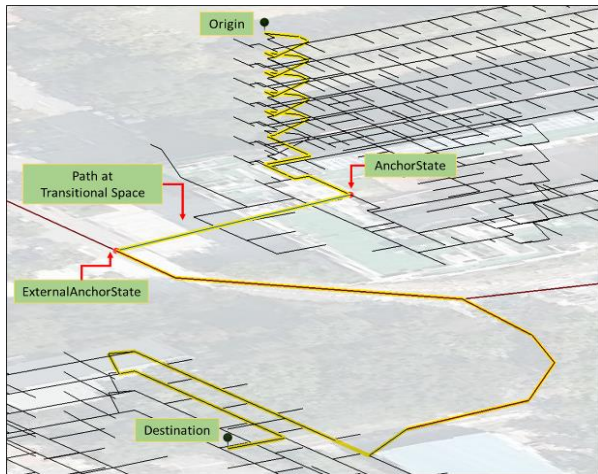 Origin
AnchorState
Path at
Transitional Space
ExternalAnchorState
Destination